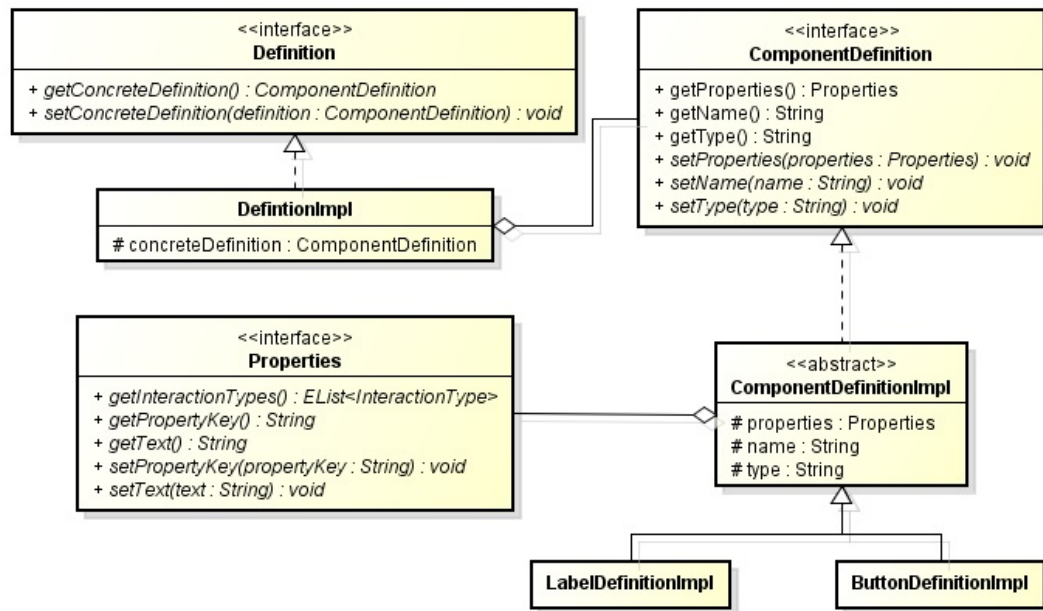 <<interface>>
Definition
+ getConcreteDefinition() : ComponentDefinition
+ setConcreteDefinition(definition : ComponentDefinition) : void
<<interface>>
ComponentDefinition
+ getProperties() : Properties
+ getName() : String
+ getType() : String
+ setProperties(properties : Properties) : void
+ setName(name : String) : void
+ setType(type : String) : void
DefintionImpl
# concreteDefinition : ComponentDefinition
<<interface>>
Properties
+ getInteractionTypes() : EList<InteractionType>
+ getPropertyKey() : String
+ getText() : String
+ setPropertyKey(propertyKey : String) : void
+ setText(text : String) : void
<<abstract>>
ComponentDefinitionImpl
# properties : Properties
# name : String
# type : String
LabelDefinitionImpl
ButtonDefinitionImpl